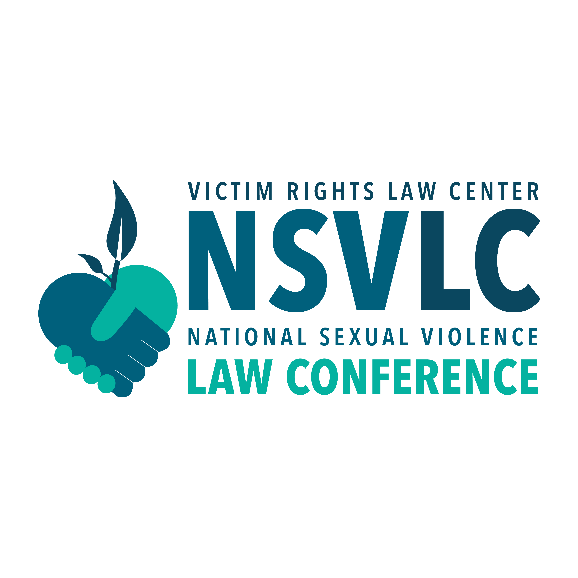 VICTIM RIGHTS LAW CENTER
NSVLC
NATIONAL SEXUAL VIOLENCE
LAW CONFERENCE